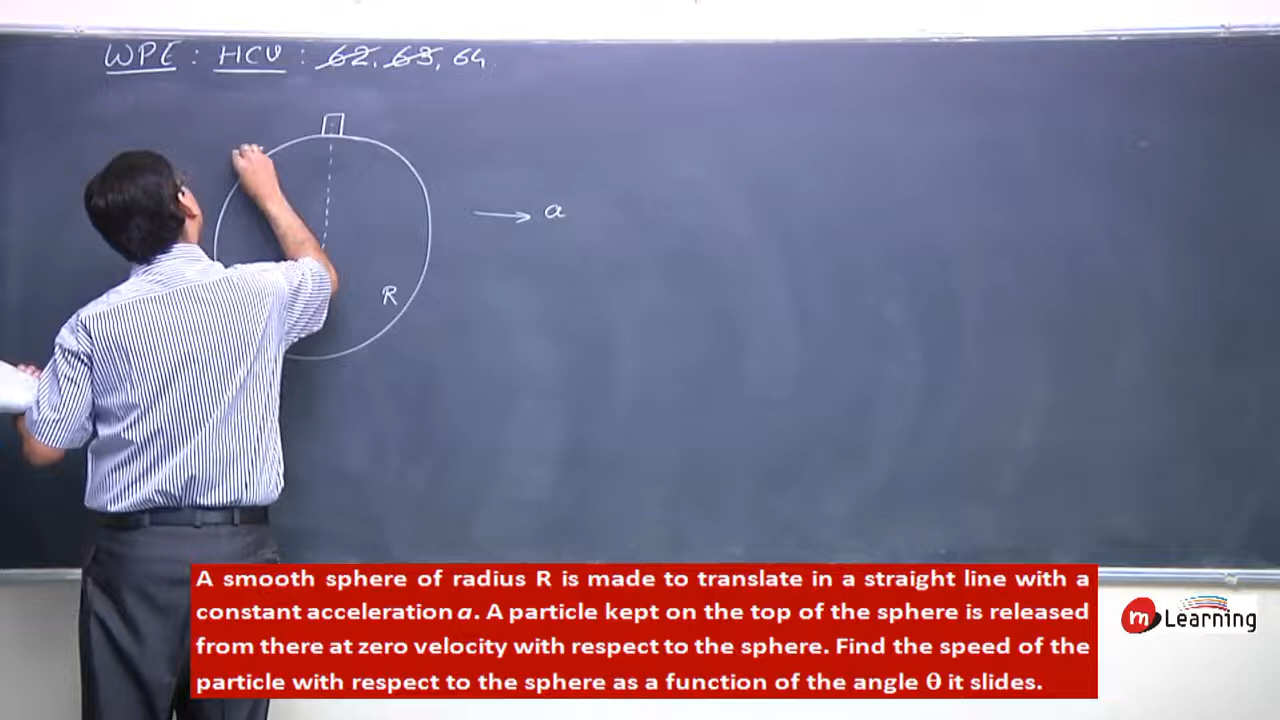 WPE : HCV : 62, 63, 64
a
R
A smooth sphere of radius R is made to translate in a straight line with a
constant acceleration a. A particle kept on the top of the sphere is released
from there at zero velocity with respect to the sphere. Find the speed of the
particle with respect to the sphere as a function of the angle θ it slides.
m Learning